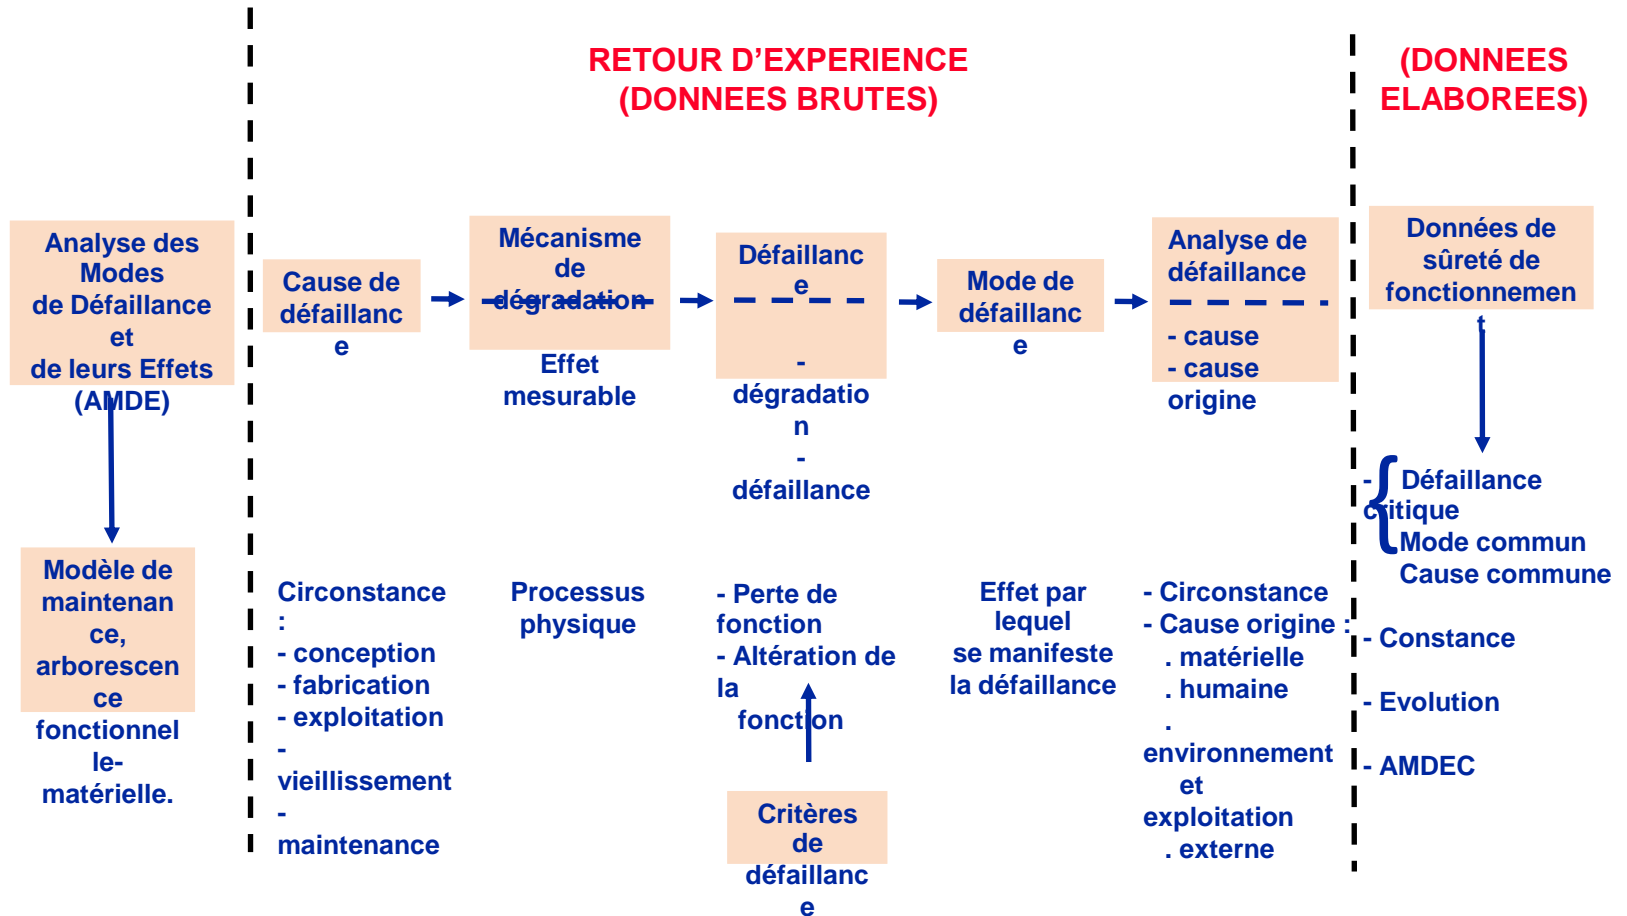 RETOUR D’EXPERIENCE
(DONNEES BRUTES)
(DONNEES
ELABOREES)
Analyse des
Modes
de Défaillance
et
de leurs Effets
(AMDE)
Modèle de
maintenan
ce,
arborescen
ce
fonctionnel
le-
matérielle.
Cause de
défaillanc
e
Circonstance
:
- conception
- fabrication
- exploitation
-
vieillissement
-
maintenance
Mécanisme
de
dégradation
Effet
mesurable
Processus
physique
Défaillanc
e
-
dégradatio
n
-
défaillance
- Perte de
fonction
- Altération de
la
fonction
Critères
de
défaillanc
e
Mode de
défaillanc
e
Effet par
lequel
se manifeste
la défaillance
Analyse de
défaillance
- cause
- cause
origine
- Circonstance
- Cause origine :
. matérielle
. humaine
.
environnement
et
exploitation
. externe
Données de
sûreté de
fonctionnemen
t
- { Défaillance
critique
Mode commun
Cause commune
- Constance
- Evolution
- AMDEC